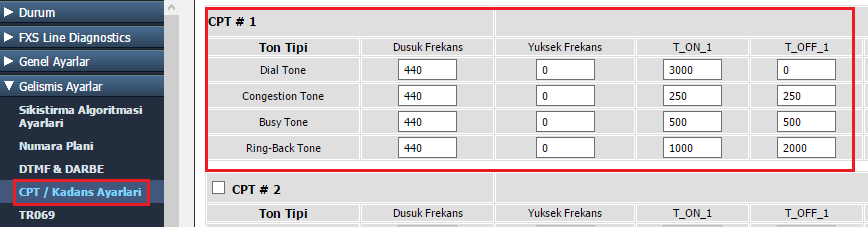 Durum
FXS Line Diagnostics
Genel Ayarlar
Gelismis Ayarlar
Sikistirma Algoritmasi
Ayarlari
Numara Plani
DTMF & DARBE
CPT / Kadans Ayarlari
TR069
CPT # 1
Ton Tipi Dusuk Frekans Yuksek Frekans T_ON_1 T_OFF_1
Dial Tone 440 0 3000 0
Congestion Tone 440 0 250 250
Busy Tone 440 0 500 500
Ring-Back Tone 440 0 1000 2000
CPT # 2
Ton Tipi Dusuk Frekans Yuksek Frekans T_ON_1 T_OFF_1